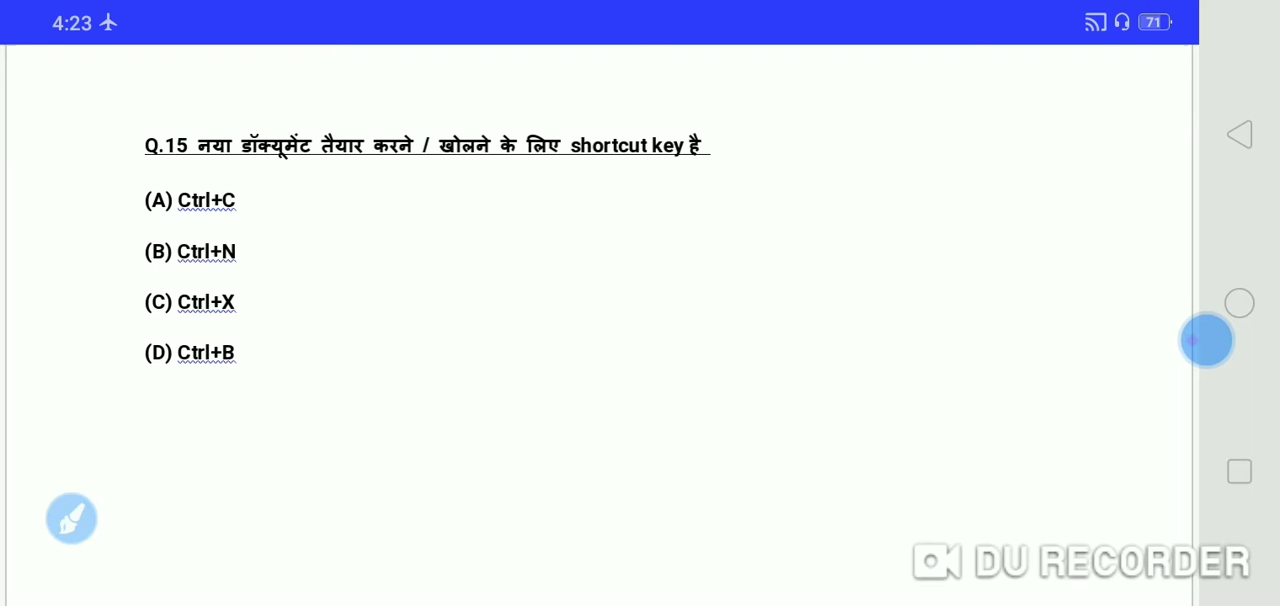 4:23
71
Q.15 नया डॉक्यूमेंट तैयार करने / खोलने के लिए shortcut key है
(A) Ctrl+C
(B) Ctrl+N
(C) Ctrl+X
(D) Ctrl+B
DU RECORDER